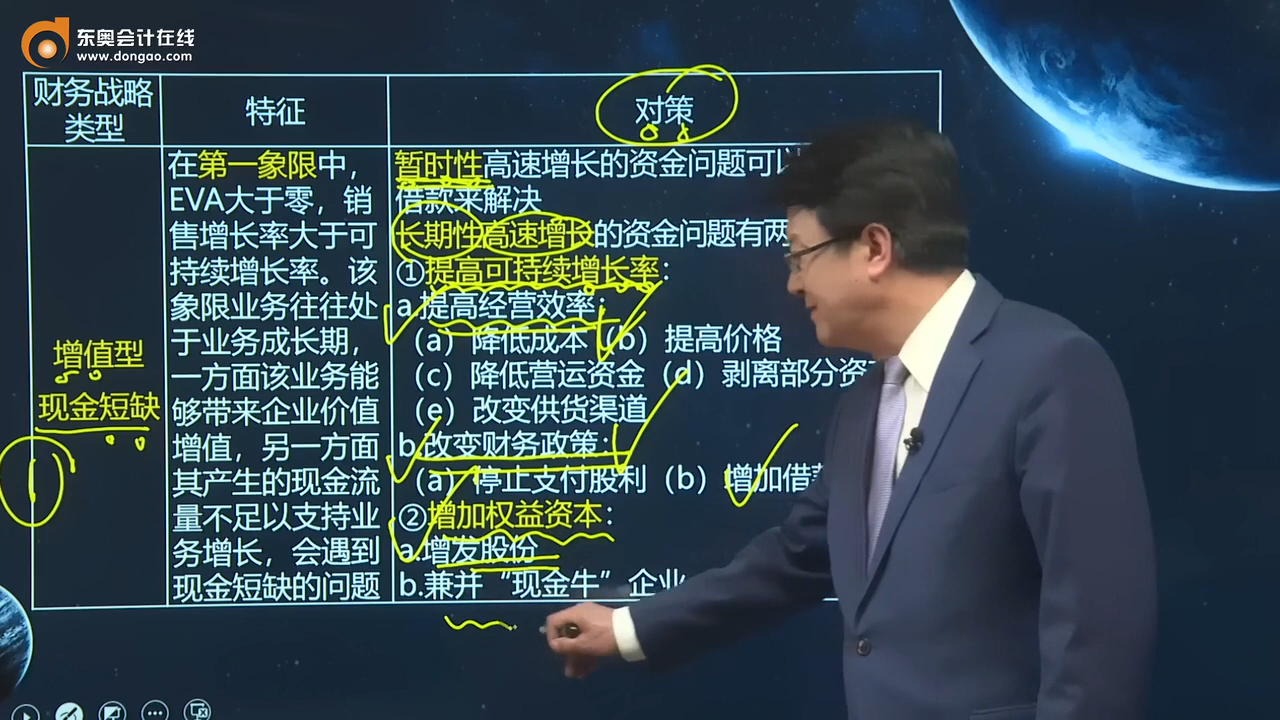 东奥会计在线
www.dongao.com
财务战略
类型
特征
对策
增值型
现金短缺
在第一象限中，
EVA大于零，销
售增长率大于可
持续增长率。该
象限业务往往处
于业务成长期，
一方面该业务能
够带来企业价值
增值，另一方面
其产生的现金流
量不足以支持业
务增长，会遇到
现金短缺的问题
暂时性高速增长的资金问题可以
借款来解决
长期性高速增长的资金问题有两
①提高可持续增长率：
a.提高经营效率：
（a）降低成本（b）提高价格
（c）降低营运资金（d）剥离部分资
（e）改变供货渠道
b.改变财务政策：
（a）停止支付股利（b）增加借
②增加权益资本：
a.增发股份
b.兼并“现金牛”企业